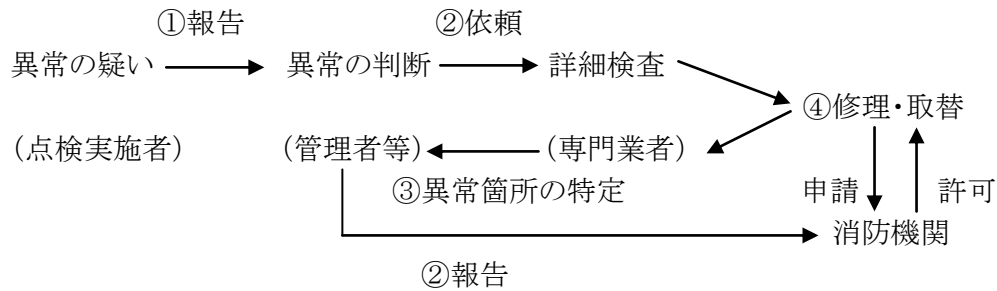 ①報告 ②依頼
異常の疑い 異常の判断 詳細検査
④修理・取替
(点検実施者) (管理者等) (専門業者)
③異常箇所の特定 申請 許可
消防機関
②報告